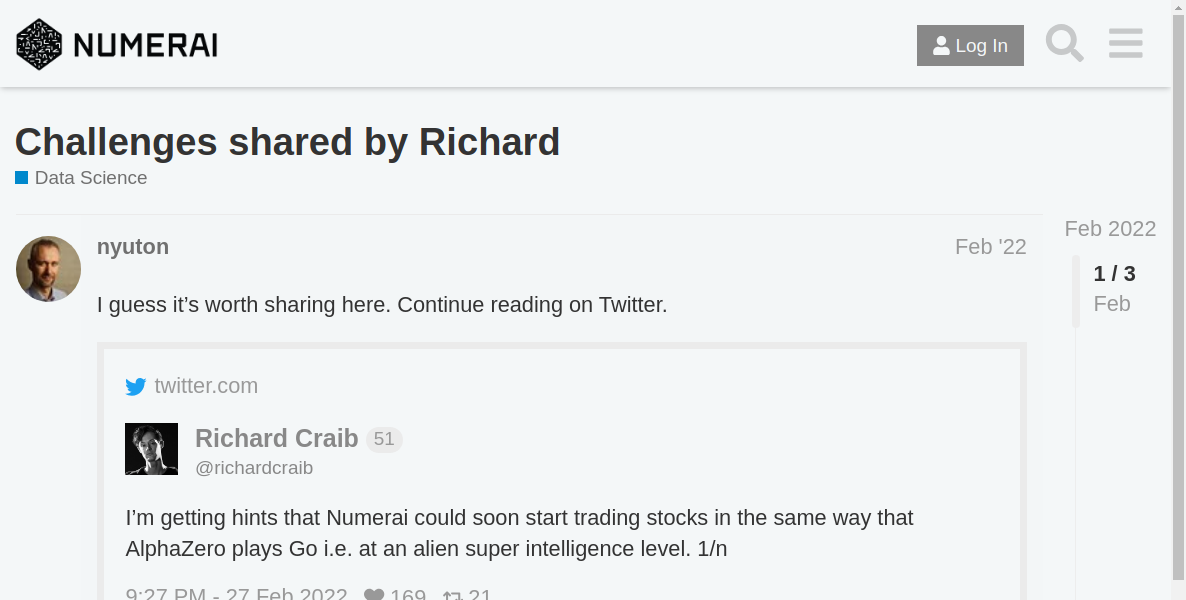 NUMERAI
Log In
Challenges shared by Richard
Data Science
nyuton
Feb '22
Feb 2022
1 / 3
Feb
I guess it’s worth sharing here. Continue reading on Twitter.
twitter.com
Richard Craib 51
@richardcraib
I’m getting hints that Numerai could soon start trading stocks in the same way that
AlphaZero plays Go i.e. at an alien super intelligence level. 1/n
9:27 PM - 27 Feb 2022 169 21